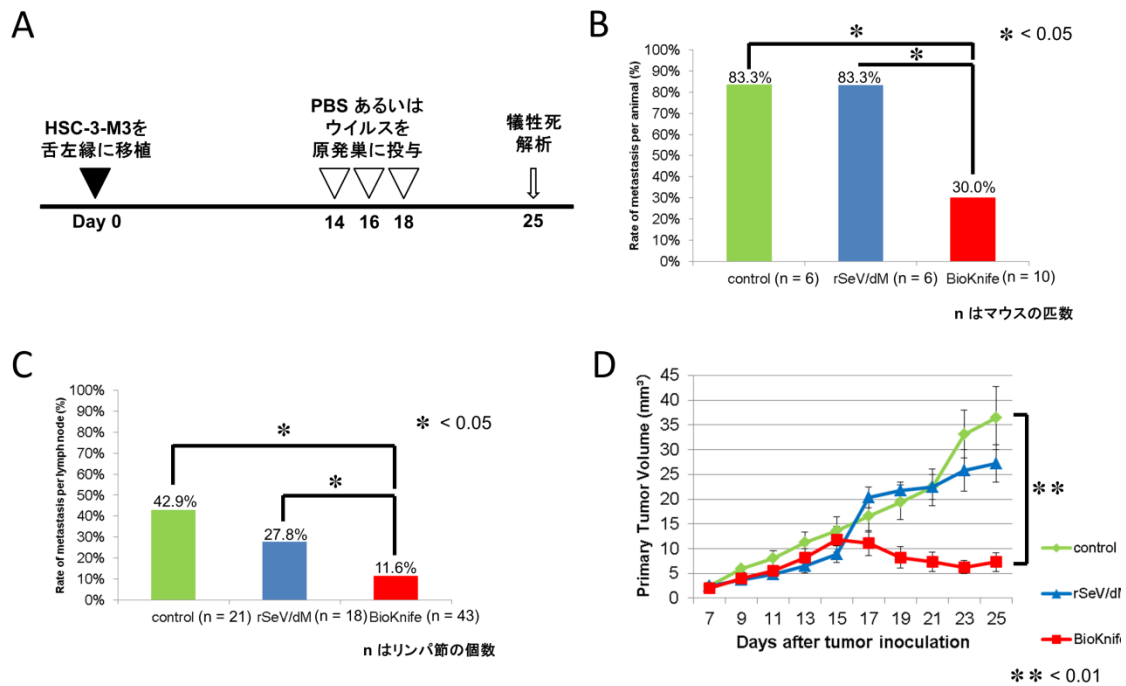 A
HSC-3-M3を
舌左縁に移植
PBS あるいは
ウイルスを
原発巣に投与
犠牲死
解析
Day 0
14 16 18
25
B
Rate of metastasis per animal (%)
100%
90%
80%
70%
60%
50%
40%
30%
20%
10%
0%
* < 0.05
*
*
83.3%
83.3%
30.0%
control (n = 6) rSeV/dM (n = 6) BioKnife (n = 10)
n はマウスの匹数
C
Rate of metastasis per lymph node (%)
100%
90%
80%
70%
60%
50%
40%
30%
20%
10%
0%
* < 0.05
*
*
42.9%
27.8%
11.6%
control (n = 21) rSeV/dM (n = 18) BioKnife (n = 43)
n はリンパ節の個数
D
Primary Tumor Volume (mm³)
45
40
35
30
25
20
15
10
5
0
7 9 11 13 15 17 19 21 23 25
Days after tumor inoculation
**
control
rSeV/dM
BioKnife
** < 0.01